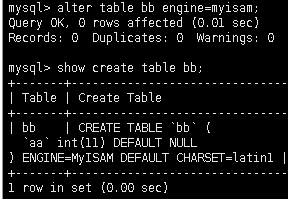 mysql> alter table bb engine=myisam;
Query OK, 0 rows affected (0.01 sec)
Records: 0  Duplicates: 0  Warnings: 0

mysql> show create table bb;
+-------+-----------------------------
| Table | Create Table
+-------+-----------------------------
| bb    | CREATE TABLE `bb` (
  `aa` int(11) DEFAULT NULL
) ENGINE=MyISAM DEFAULT CHARSET=latin1 |
+-------+-----------------------------
1 row in set (0.00 sec)